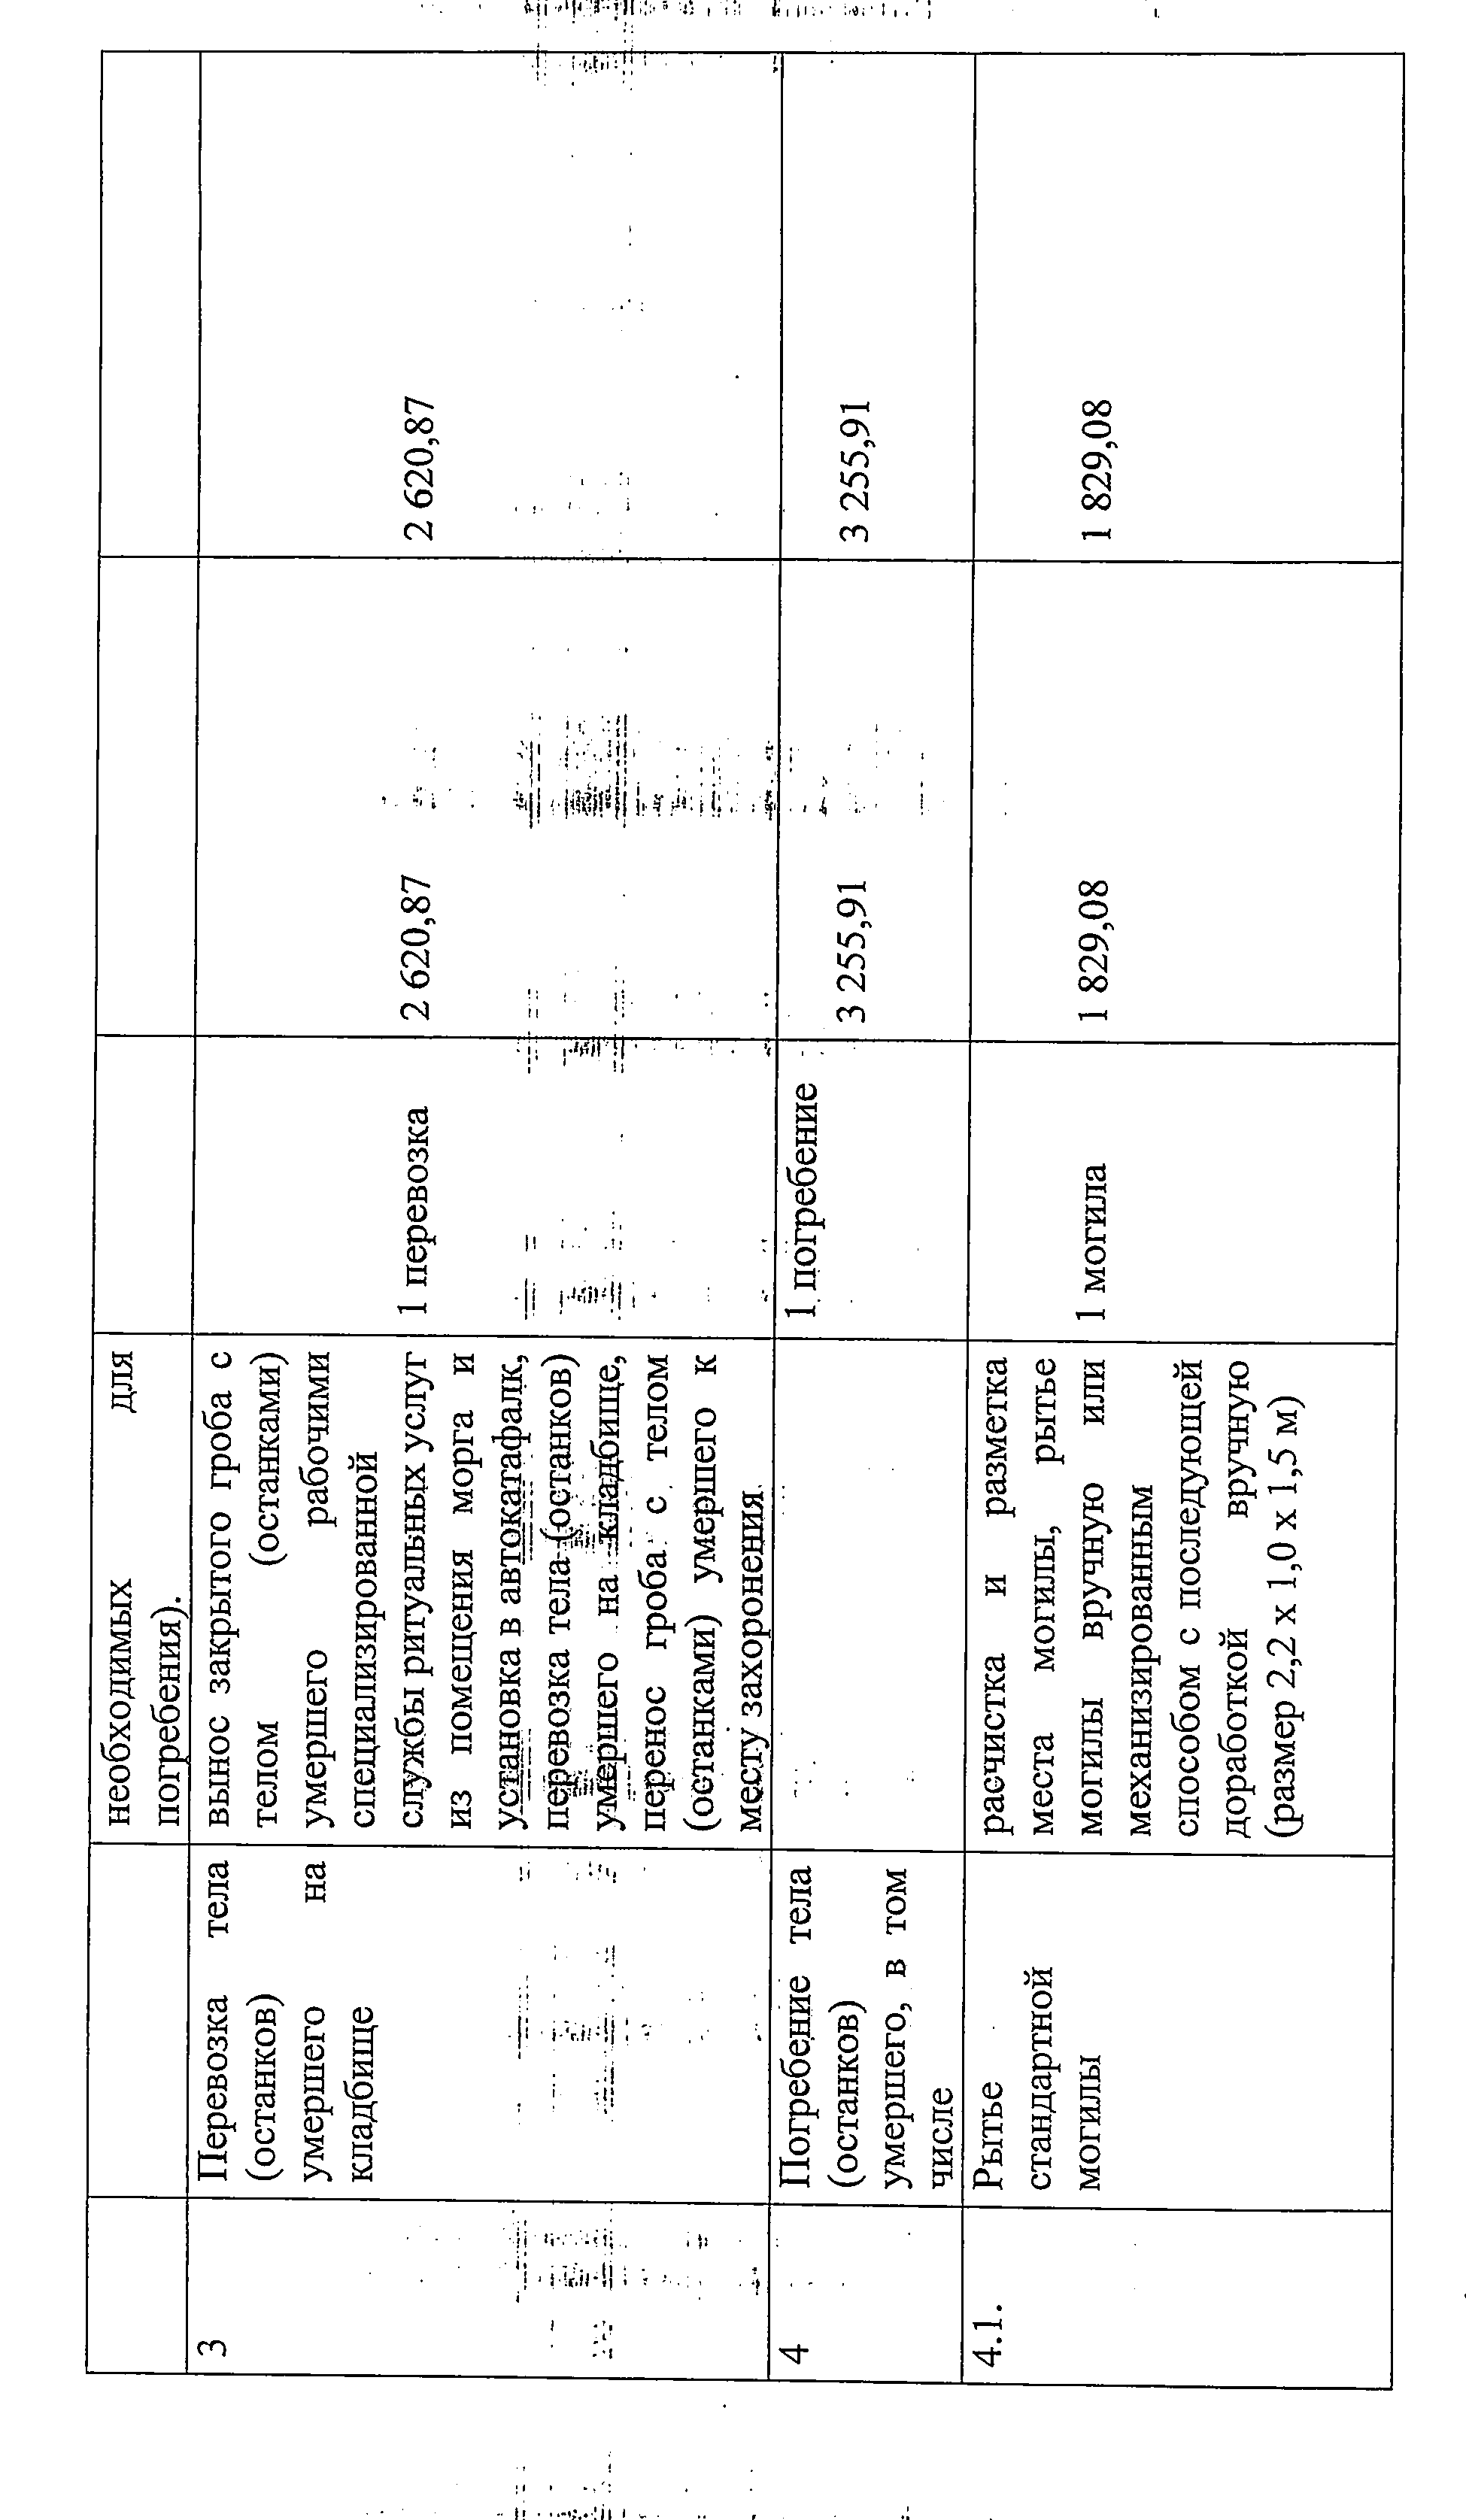 необходимых для
погребения).
3
Перевозка тела
(останков)
умершего на
кладбище
вынос закрытого гроба с
телом (останками)
умершего рабочими
специализированной
службы ритуальных услуг
из помещения морга и
установка в автокатафалк,
перевозка тела (останков)
умершего на кладбище,
перенос гроба с телом
(останками) умершего к
месту захоронения
1 перевозка
2 620,87
2 620,87
4
Погребение тела
(останков)
умершего, в том
числе
1 погребение
3 255,91
3 255,91
4.1.
Рытье
стандартной
могилы
расчистка и разметка
места могилы, рытье
могилы вручную или
механизированным
способом с последующей
доработкой вручную
(размер 2,2 х 1,0 х 1,5 м)
1 могила
1 829,08
1 829,08